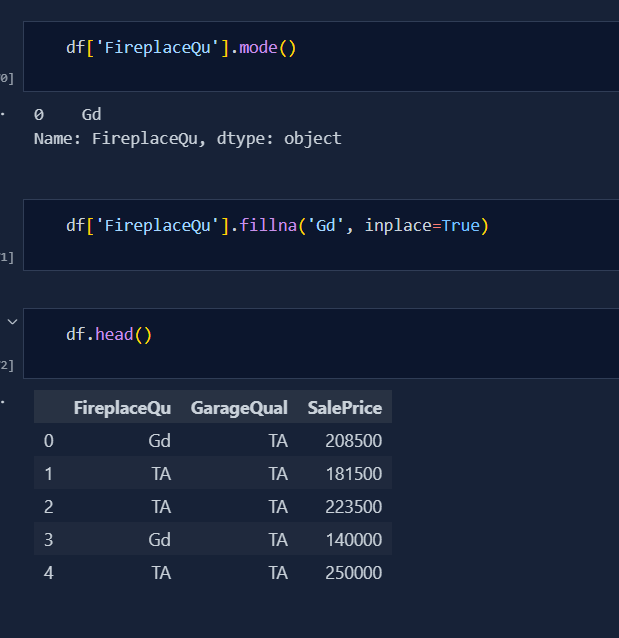 df['FireplaceQu'].mode()
0]
0    Gd
Name: FireplaceQu, dtype: object
df['FireplaceQu'].fillna('Gd', inplace=True)
1]
df.head()
2]
FireplaceQu GarageQual SalePrice
0 Gd TA 208500
1 TA TA 181500
2 TA TA 223500
3 Gd TA 140000
4 TA TA 250000